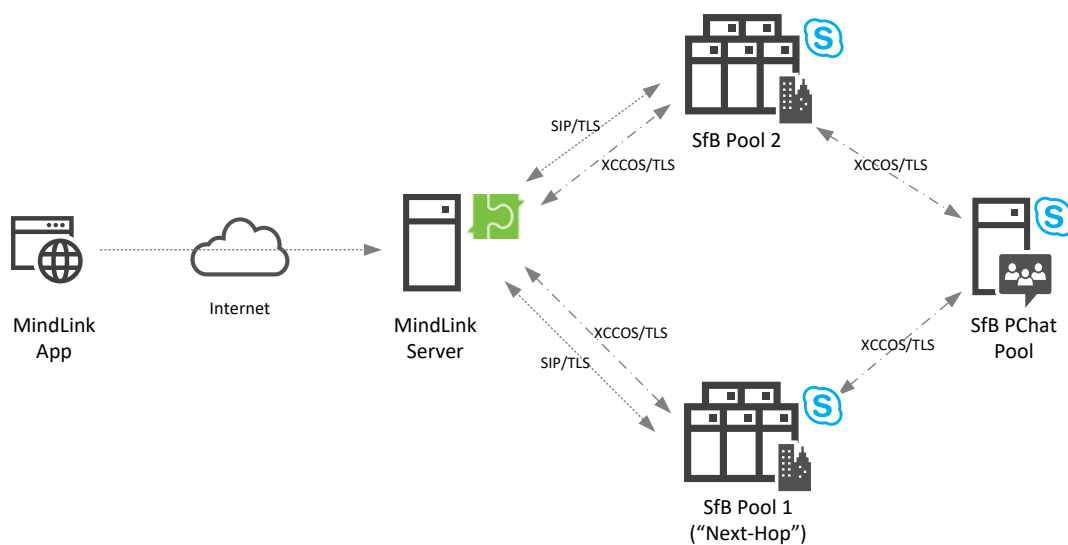 SfB Pool 2
SIP/TLS
XCCOS/TLS
XCCOS/TLS
Internet
MindLink
App
MindLink
Server
SfB PChat
Pool
XCCOS/TLS
SIP/TLS
XCCOS/TLS
SfB Pool 1
(“Next-Hop”)